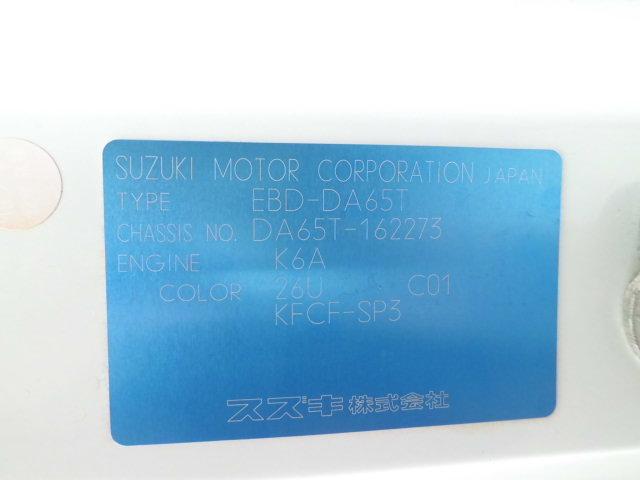 SUZUKI MOTOR CORPORATION JAPAN
TYPE EBD-DA65T
CHASSIS NO. DA65T-162273
ENGINE K6A
COLOR 26U C01
KFCF-SP3
スズキ株式会社